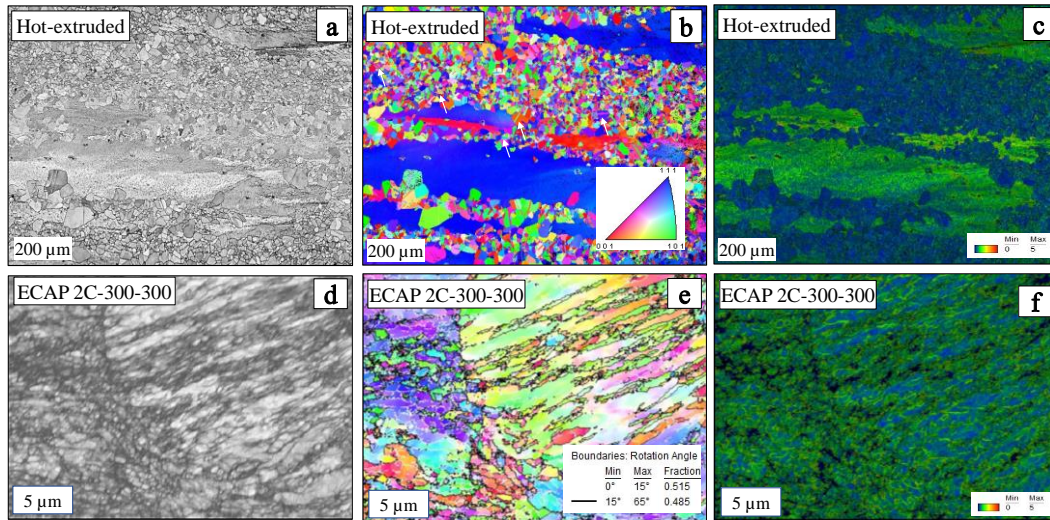 Hot-extruded
a
200 µm
Hot-extruded
b
1 1 1
0 0 1
1 0 1
200 µm
Hot-extruded
c
200 µm
Min Max
0 5
ECAP 2C-300-300
d
5 µm
ECAP 2C-300-300
e
Boundaries: Rotation Angle
Min Max Fraction
0° 15° 0.515
15° 65° 0.485
5 µm
ECAP 2C-300-300
f
5 µm
Min Max
0 5